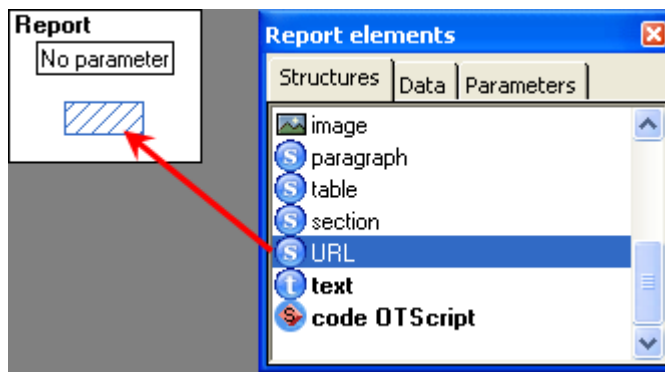 Report
No parameter
Report elements
Structures Data Parameters
image
S paragraph
S table
S section
S URL
t text
S code OTScript